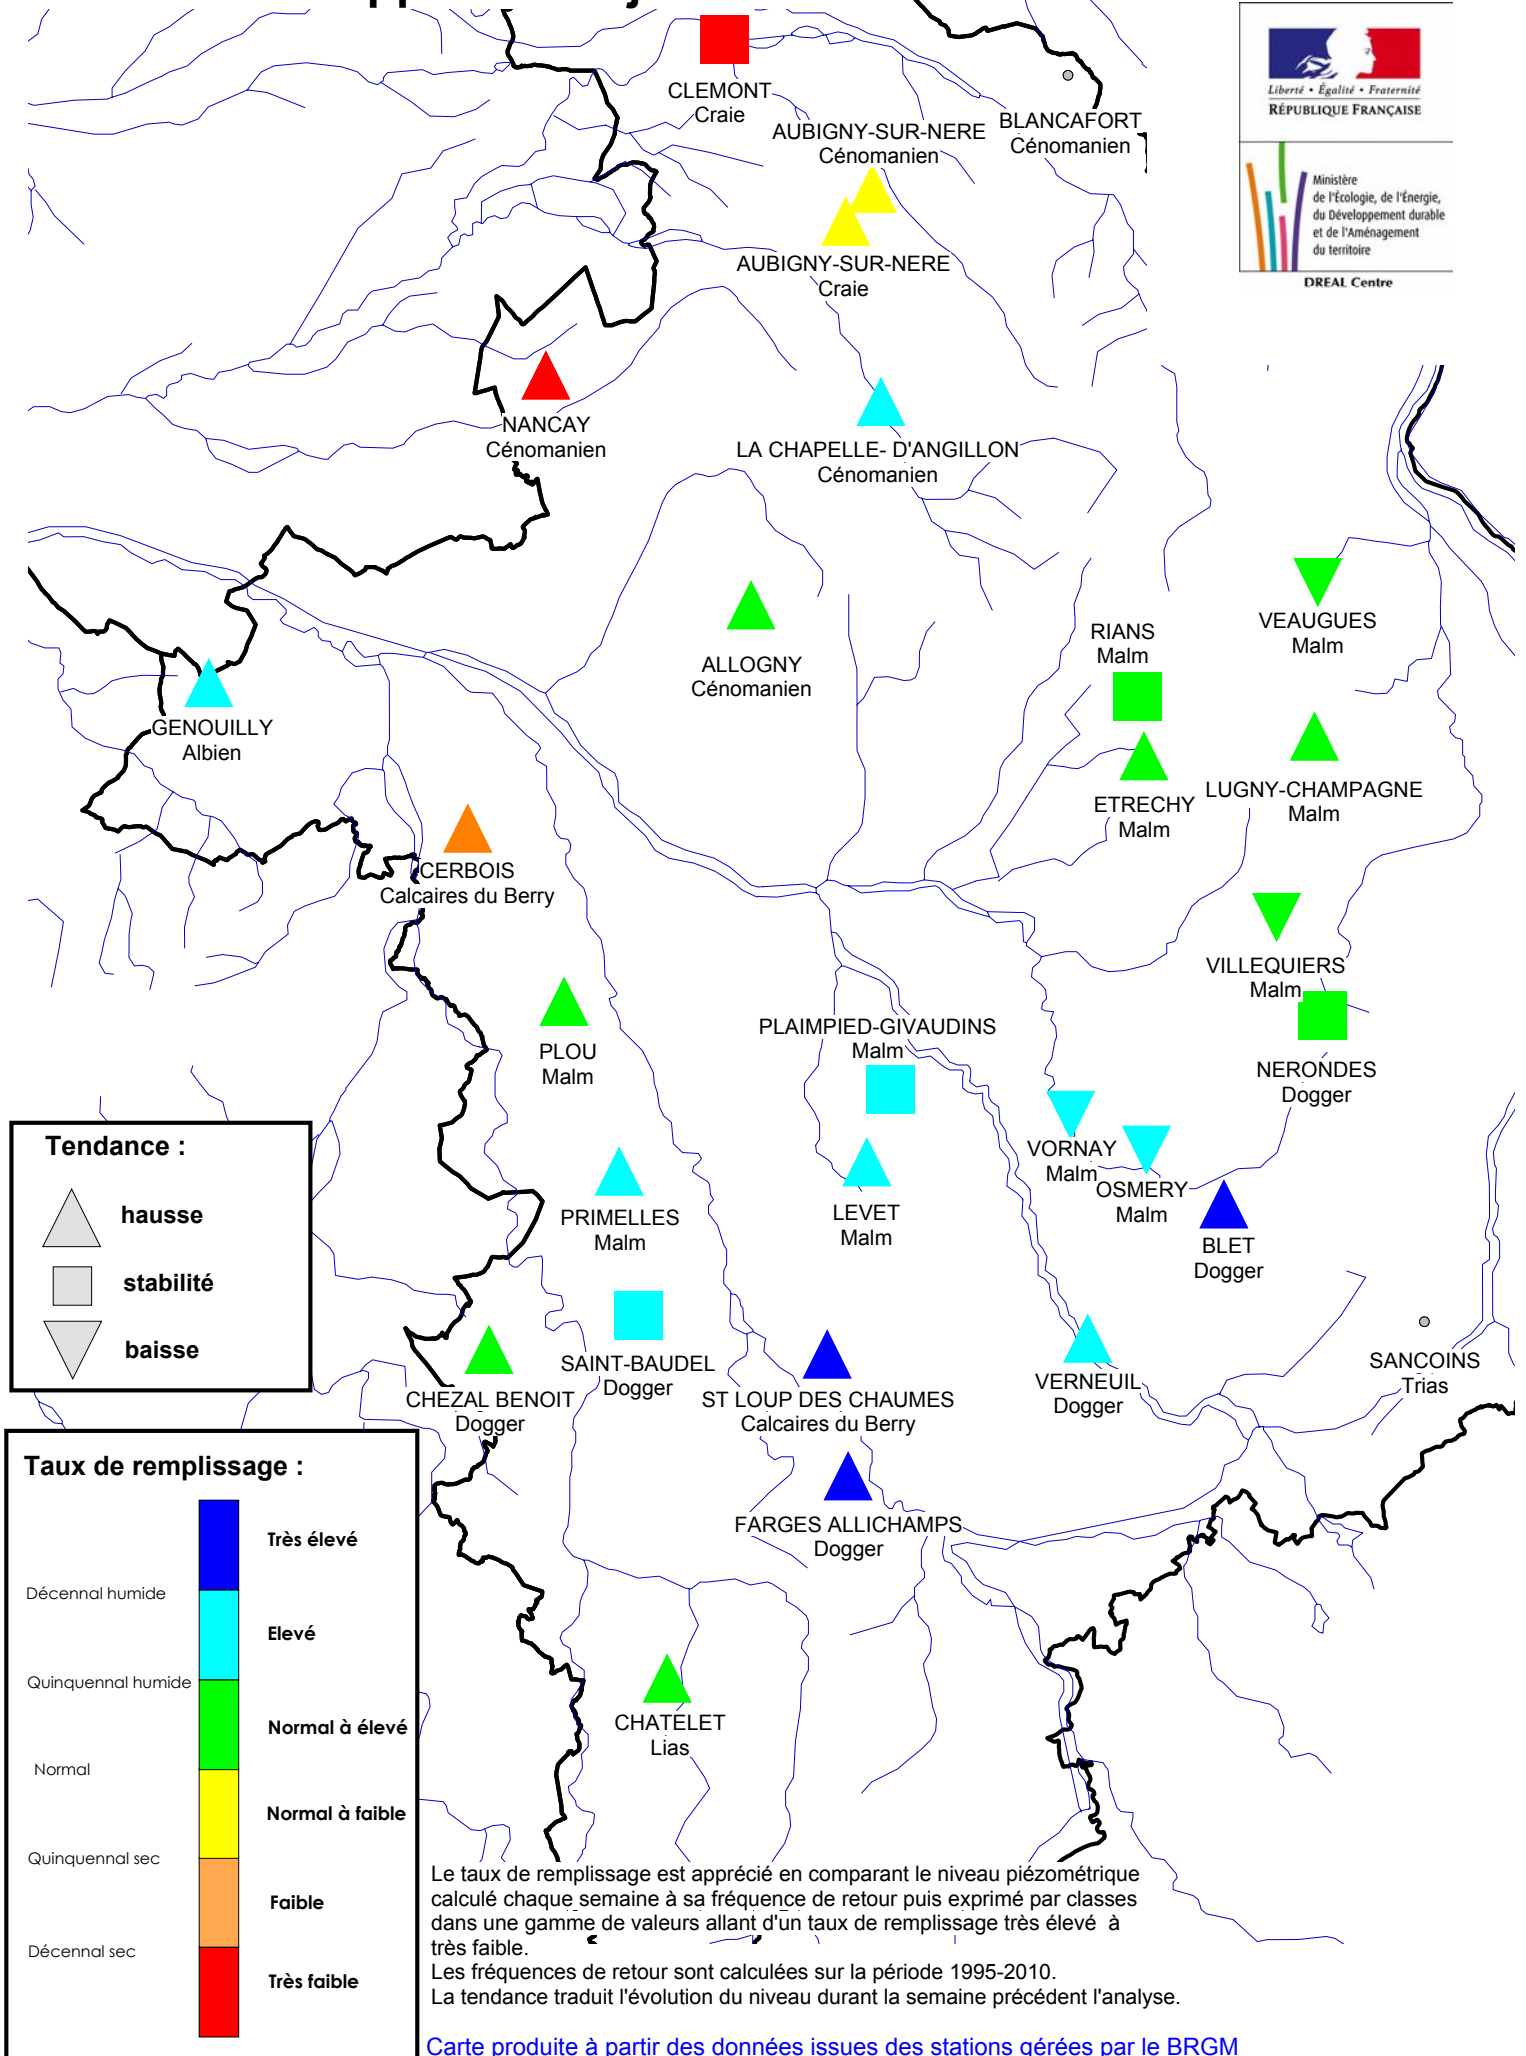 CLEMONT
Craie
BLANCAFORT
Cénomanien
AUBIGNY-SUR-NERE
Cénomanien
AUBIGNY-SUR-NERE
Craie
Liberté • Égalité • Fraternité
RÉPUBLIQUE FRANÇAISE
Ministère
de l'Écologie, de l'Énergie,
du Développement durable
et de l'Aménagement
du territoire
DREAL Centre
NANCAY
Cénomanien
LA CHAPELLE- D'ANGILLON
Cénomanien
VEAUGUES
Malm
RIANS
Malm
ALLOGNY
Cénomanien
GENOUILLY
Albien
LUGNY-CHAMPAGNE
Malm
ETRECHY
Malm
CERBOIS
Calcaires du Berry
VILLEQUIERS
Malm
PLAIMPIED-GIVAUDINS
Malm
PLOU
Malm
NERONDES
Dogger
VORNAY
Malm
OSMERY
Malm
LEVET
Malm
PRIMELLES
Malm
BLET
Dogger
Tendance :
hausse
stabilité
baisse
SAINT-BAUDEL
Dogger
SANCOINS
Trias
VERNEUIL
Dogger
CHEZAL BENOIT
Dogger
ST LOUP DES CHAUMES
Calcaires du Berry
FARGES ALLICHAMPS
Dogger
CHATELET
Lias
Taux de remplissage :
Très élevé
Décennal humide
Elevé
Quinquennal humide
Normal à élevé
Normal
Normal à faible
Quinquennal sec
Faible
Décennal sec
Très faible
Le taux de remplissage est apprécié en comparant le niveau piézométrique
calculé chaque semaine à sa fréquence de retour puis exprimé par classes
dans une gamme de valeurs allant d'un taux de remplissage très élevé à
très faible.
Les fréquences de retour sont calculées sur la période 1995-2010.
La tendance traduit l'évolution du niveau durant la semaine précédent l'analyse.
Carte produite à partir des données issues des stations gérées par le BRGM